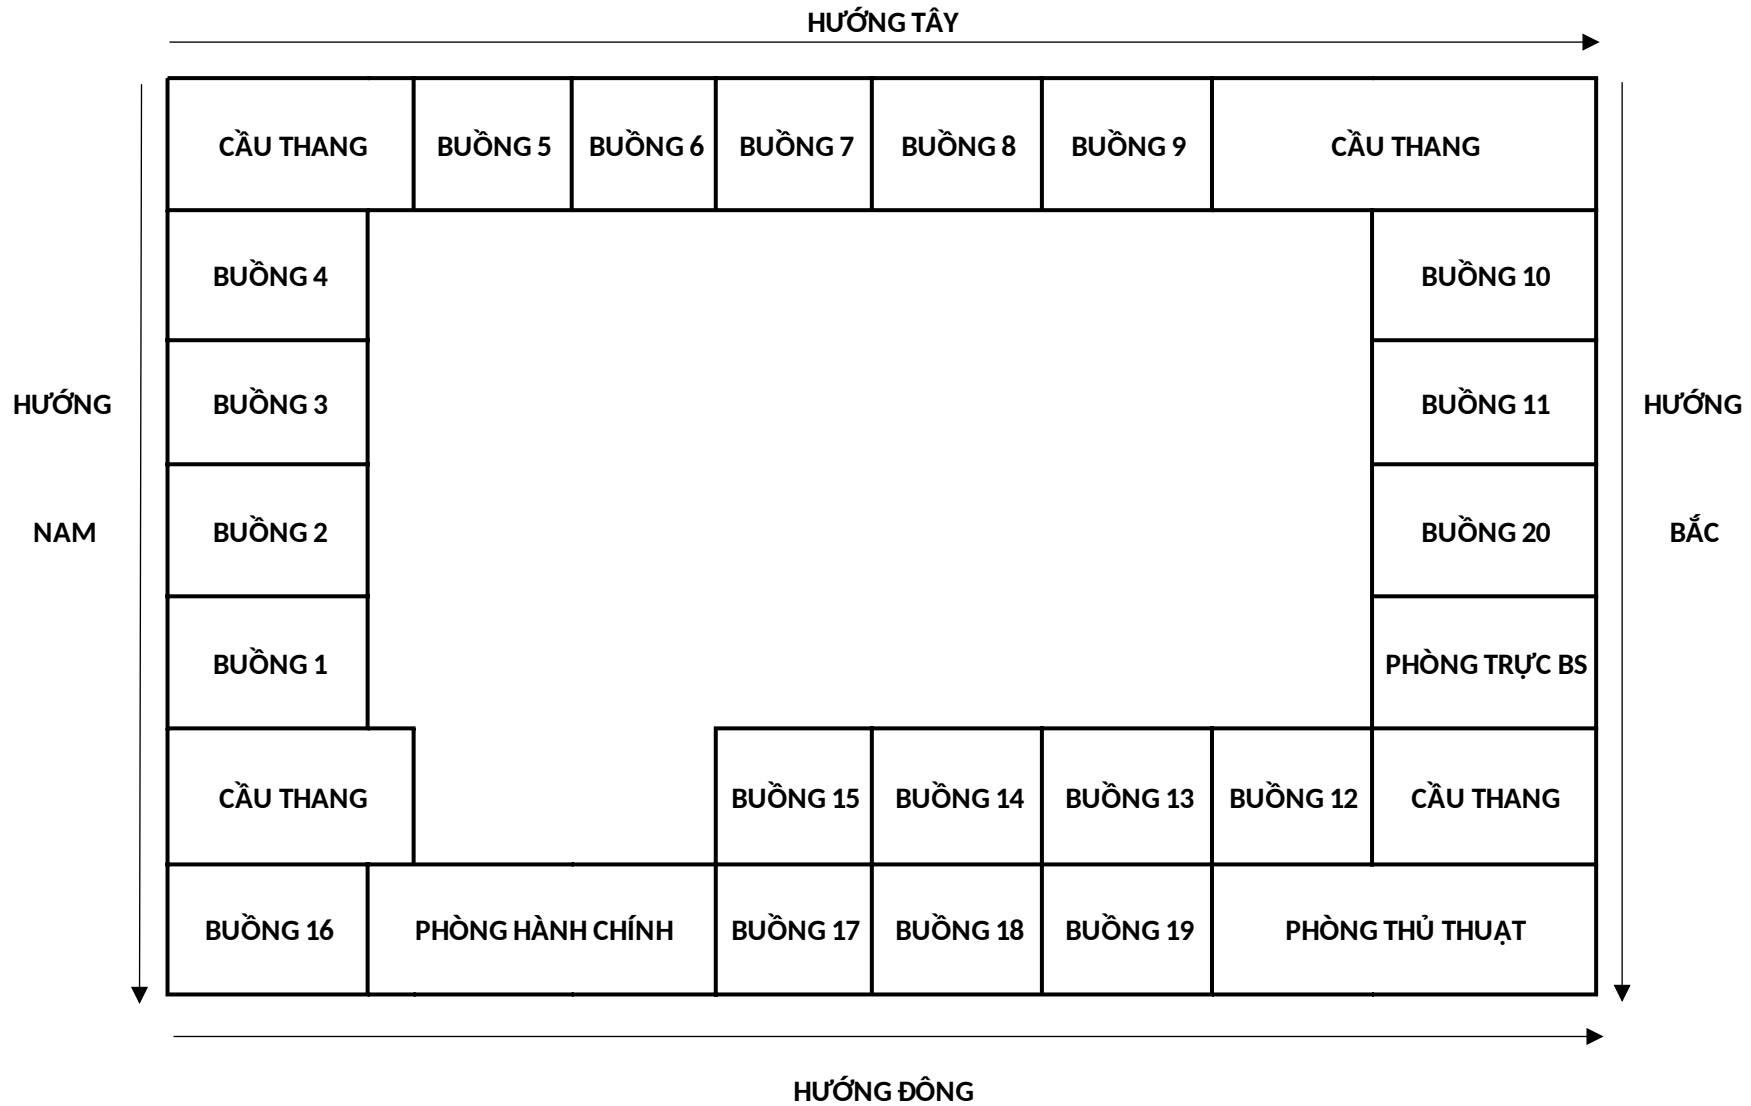 HƯỚNG TÂY
CẦU THANG BUỒNG 5 BUỒNG 6 BUỒNG 7 BUỒNG 8 BUỒNG 9 CẦU THANG
BUỒNG 4 BUỒNG 10
HƯỚNG BUỒNG 3 BUỒNG 11 HƯỚNG
NAM BUỒNG 2 BUỒNG 20 BẮC
BUỒNG 1 PHÒNG TRỰC BS
CẦU THANG BUỒNG 15 BUỒNG 14 BUỒNG 13 BUỒNG 12 CẦU THANG
BUỒNG 16 PHÒNG HÀNH CHÍNH BUỒNG 17 BUỒNG 18 BUỒNG 19 PHÒNG THỦ THUẠT
HƯỚNG ĐÔNG